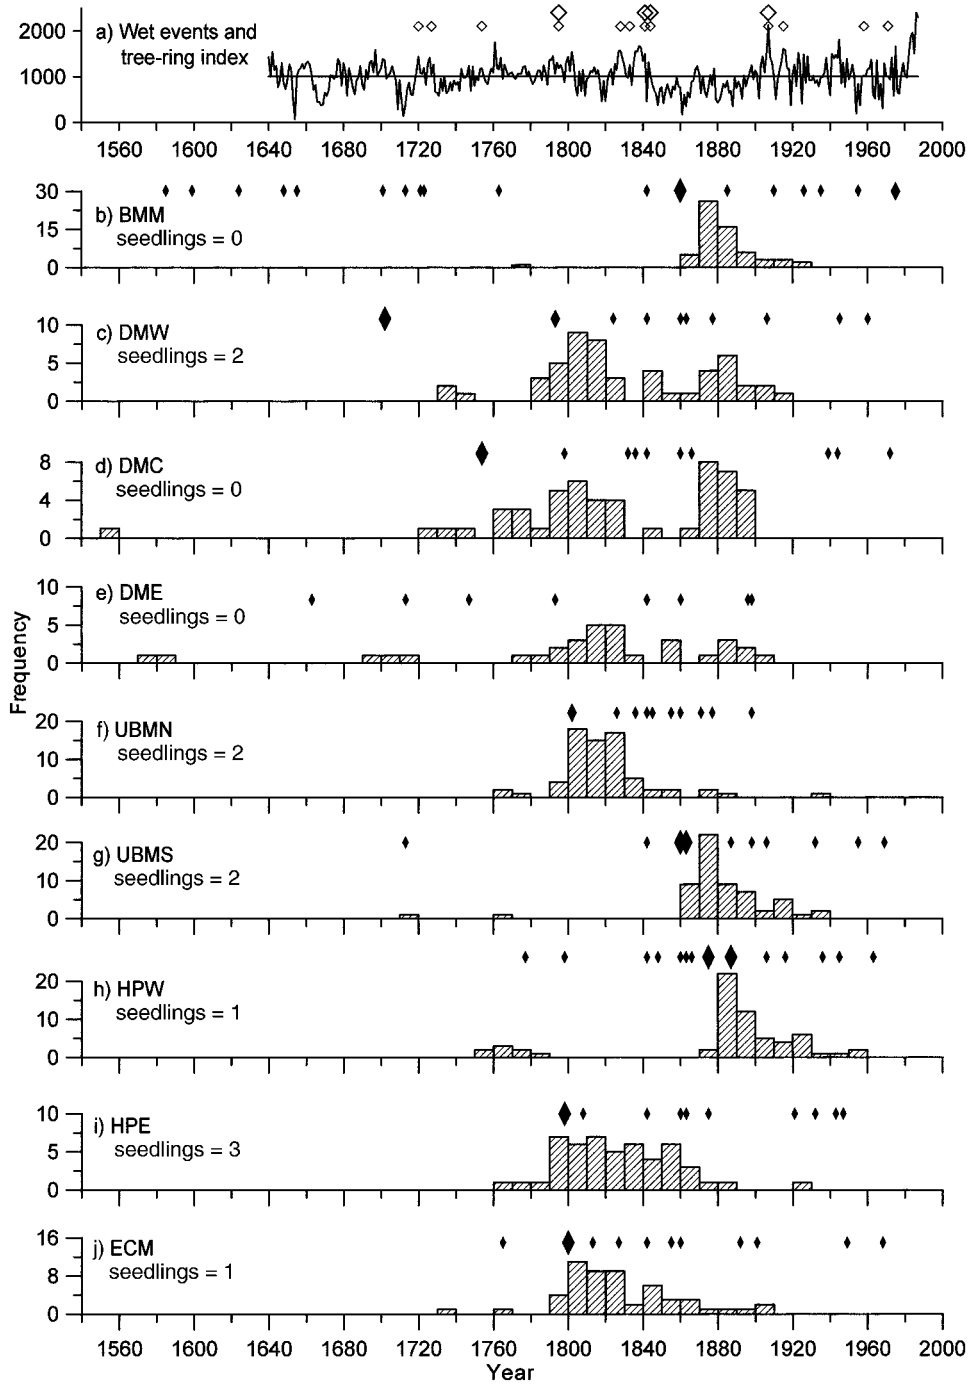 2000
a) Wet events and
tree-ring index
1000
0
1560 1600 1640 1680 1720 1760 1800 1840 1880 1920 1960 2000
30
b) BMM
15
seedlings = 0
0
10
c) DMW
5
seedlings = 2
0
8
d) DMC
4
seedlings = 0
0
10
e) DME
5
seedlings = 0
0
Frequency
20
f) UBMN
10
seedlings = 2
0
20
g) UBMS
10
seedlings = 2
0
20
h) HPW
10
seedlings = 1
0
10
i) HPE
5
seedlings = 3
0
16
j) ECM
8
seedlings = 1
0
1560 1600 1640 1680 1720 1760 1800 1840 1880 1920 1960 2000
Year